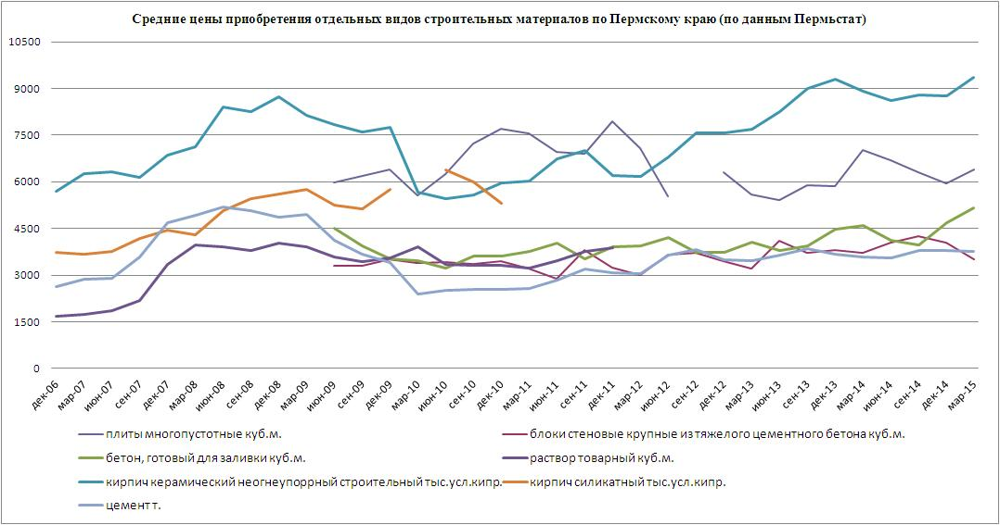 Средние цены приобретения отдельных видов строительных материалов по Пермскому краю (по данным Пермьстат)
10500
9000
7500
6000
4500
3000
1500
0
дек-06
мар-07
июн-07
сен-07
дек-07
мар-08
июн-08
сен-08
дек-08
мар-09
июн-09
сен-09
дек-09
мар-10
июн-10
сен-10
дек-10
мар-11
июн-11
сен-11
дек-11
мар-12
июн-12
сен-12
дек-12
мар-13
июн-13
сен-13
дек-13
мар-14
июн-14
сен-14
дек-14
мар-15
плиты многопустотные куб.м.
блоки стеновые крупные из тяжелого цементного бетона куб.м.
бетон, готовый для заливки куб.м.
раствор товарный куб.м.
кирпич керамический неогнеупоррный строительный тыс.усл.кипр.
кирпич силикатный тыс.усл.кипр.
цемент т.